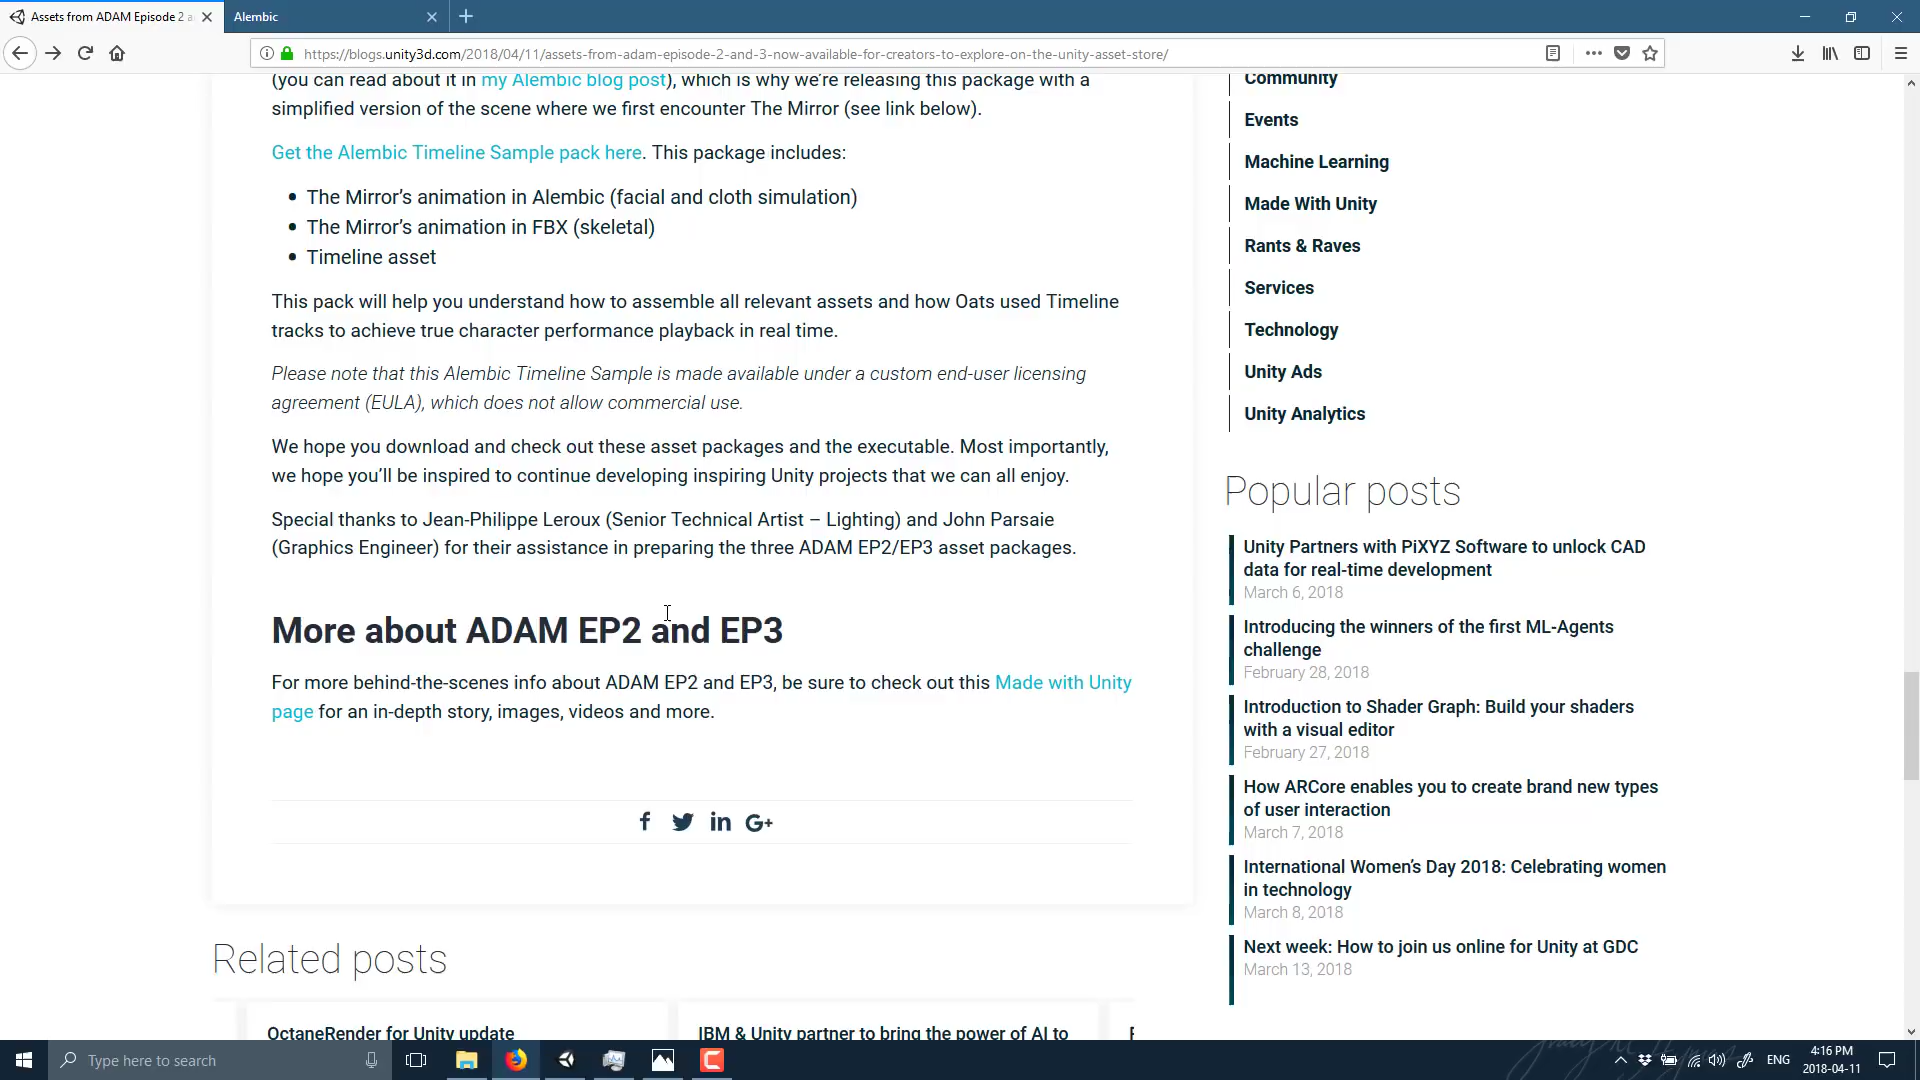 Assets from ADAM Episode 2 a
Alembic
https://blogs.unity3d.com/2018/04/11/assets-from-adam-episode-2-and-3-now-available-for-creators-to-explore-on-the-unity-asset-store/
(you can read about it in my Alembic blog post), which is why we’re releasing this package with a
simplified version of the scene where we first encounter The Mirror (see link below).
Get the Alembic Timeline Sample pack here. This package includes:
• The Mirror’s animation in Alembic (facial and cloth simulation)
• The Mirror’s animation in FBX (skeletal)
• Timeline asset
This pack will help you understand how to assemble all relevant assets and how Oats used Timeline
tracks to achieve true character performance playback in real time.
Please note that this Alembic Timeline Sample is made available under a custom end-user licensing
agreement (EULA), which does not allow commercial use.
We hope you download and check out these asset packages and the executable. Most importantly,
we hope you’ll be inspired to continue developing inspiring Unity projects that we can all enjoy.
Special thanks to Jean-Philippe Leroux (Senior Technical Artist – Lighting) and John Parsaie
(Graphics Engineer) for their assistance in preparing the three ADAM EP2/EP3 asset packages.
More about ADAM EP2 and EP3
For more behind-the-scenes info about ADAM EP2 and EP3, be sure to check out this Made with Unity
page for an in-depth story, images, videos and more.
f in G+
Related posts
OctaneRender for Unity update
IBM & Unity partner to bring the power of AI to
Community
Events
Machine Learning
Made With Unity
Rants & Raves
Services
Technology
Unity Ads
Unity Analytics
Popular posts
Unity Partners with PiXYZ Software to unlock CAD
data for real-time development
March 6, 2018
Introducing the winners of the first ML-Agents
challenge
February 28, 2018
Introduction to Shader Graph: Build your shaders
with a visual editor
February 27, 2018
How ARCore enables you to create brand new types
of user interaction
March 7, 2018
International Women’s Day 2018: Celebrating women
in technology
March 8, 2018
Next week: How to join us online for Unity at GDC
March 13, 2018
Type here to search
ENG
4:16 PM
2018-04-11